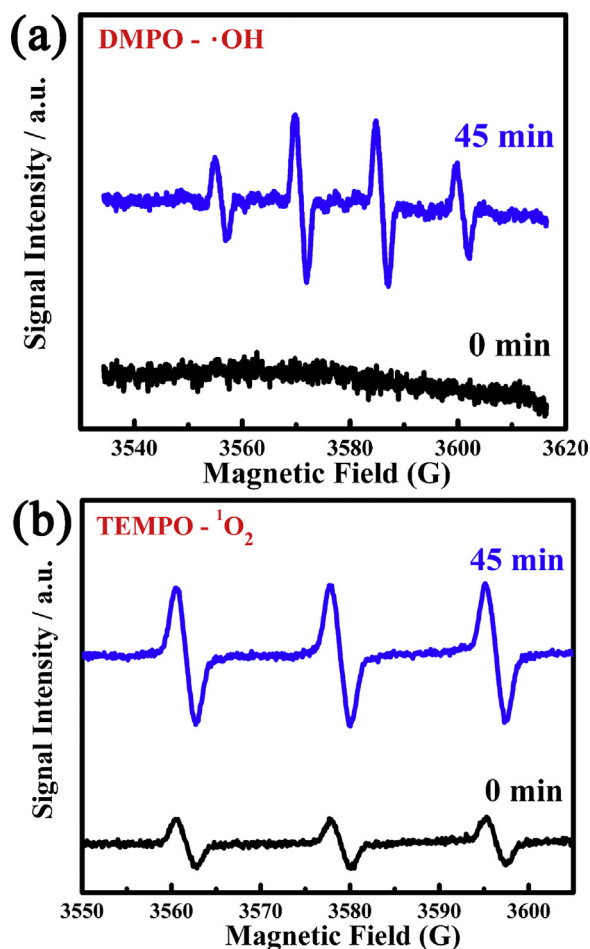 (a)
DMPO - ·OH
45 min
0 min
Signal Intensity / a.u.
3540 3560 3580 3600 3620
Magnetic Field (G)
(b)
TEMPO - ¹O₂
45 min
0 min
Signal Intensity / a.u.
3550 3560 3570 3580 3590 3600
Magnetic Field (G)